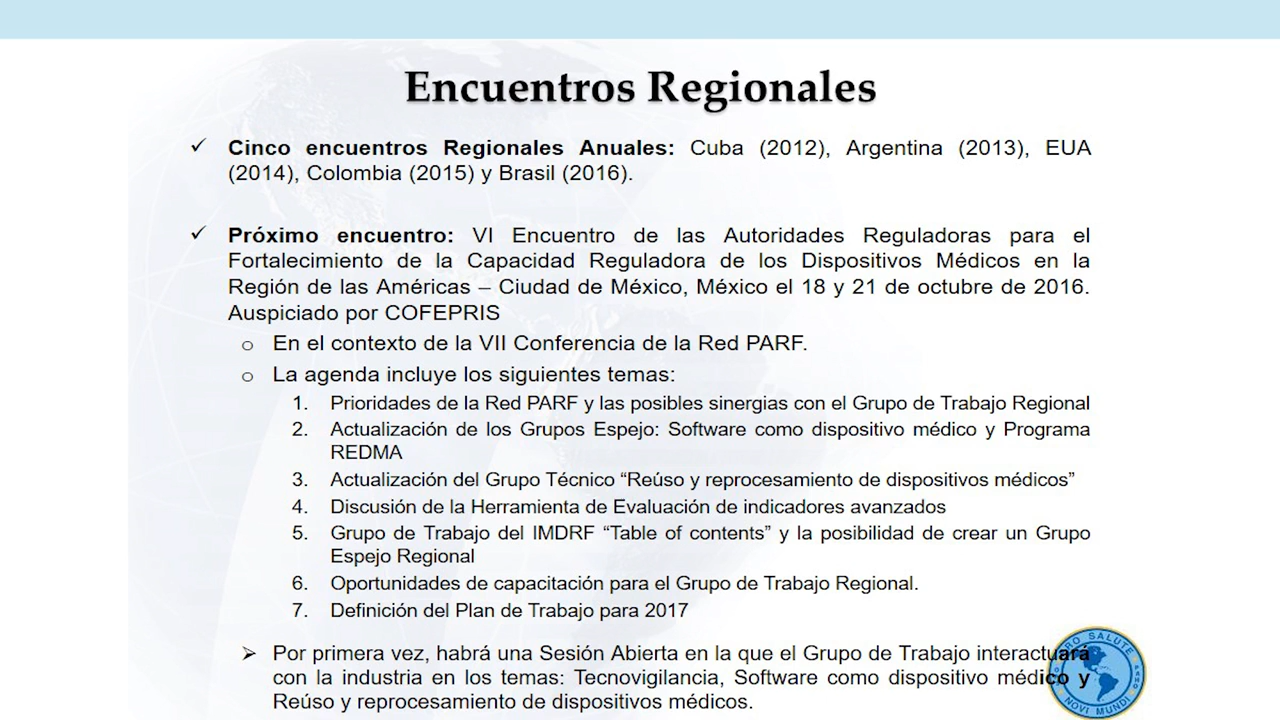 Encuentros Regionales
✓ Cinco encuentros Regionales Anuales: Cuba (2012), Argentina (2013), EUA
(2014), Colombia (2015) y Brasil (2016).
✓ Próximo encuentro: VI Encuentro de las Autoridades Reguladoras para el
Fortalecimiento de la Capacidad Reguladora de los Dispositivos Médicos en la
Región de las Américas – Ciudad de México, México el 18 y 21 de octubre de 2016.
Auspiciado por COFEPRIS
o En el contexto de la VII Conferencia de la Red PARF.
o La agenda incluye los siguientes temas:
1. Prioridades de la Red PARF y las posibles sinergias con el Grupo de Trabajo Regional
2. Actualización de los Grupos Espejo: Software como dispositivo médico y Programa
REDMA
3. Actualización del Grupo Técnico “Reúso y reprocesamiento de dispositivos médicos”
4. Discusión de la Herramienta de Evaluación de indicadores avanzados
5. Grupo de Trabajo del IMDRF “Table of contents” y la posibilidad de crear un Grupo
Espejo Regional
6. Oportunidades de capacitación para el Grupo de Trabajo Regional.
7. Definición del Plan de Trabajo para 2017
➢ Por primera vez, habrá una Sesión Abierta en la que el Grupo de Trabajo interactuará
con la industria en los temas: Tecnovigilancia, Software como dispositivo médico y
Reúso y reprocesamiento de dispositivos médicos.
SALUTE
NOVI MUNDI